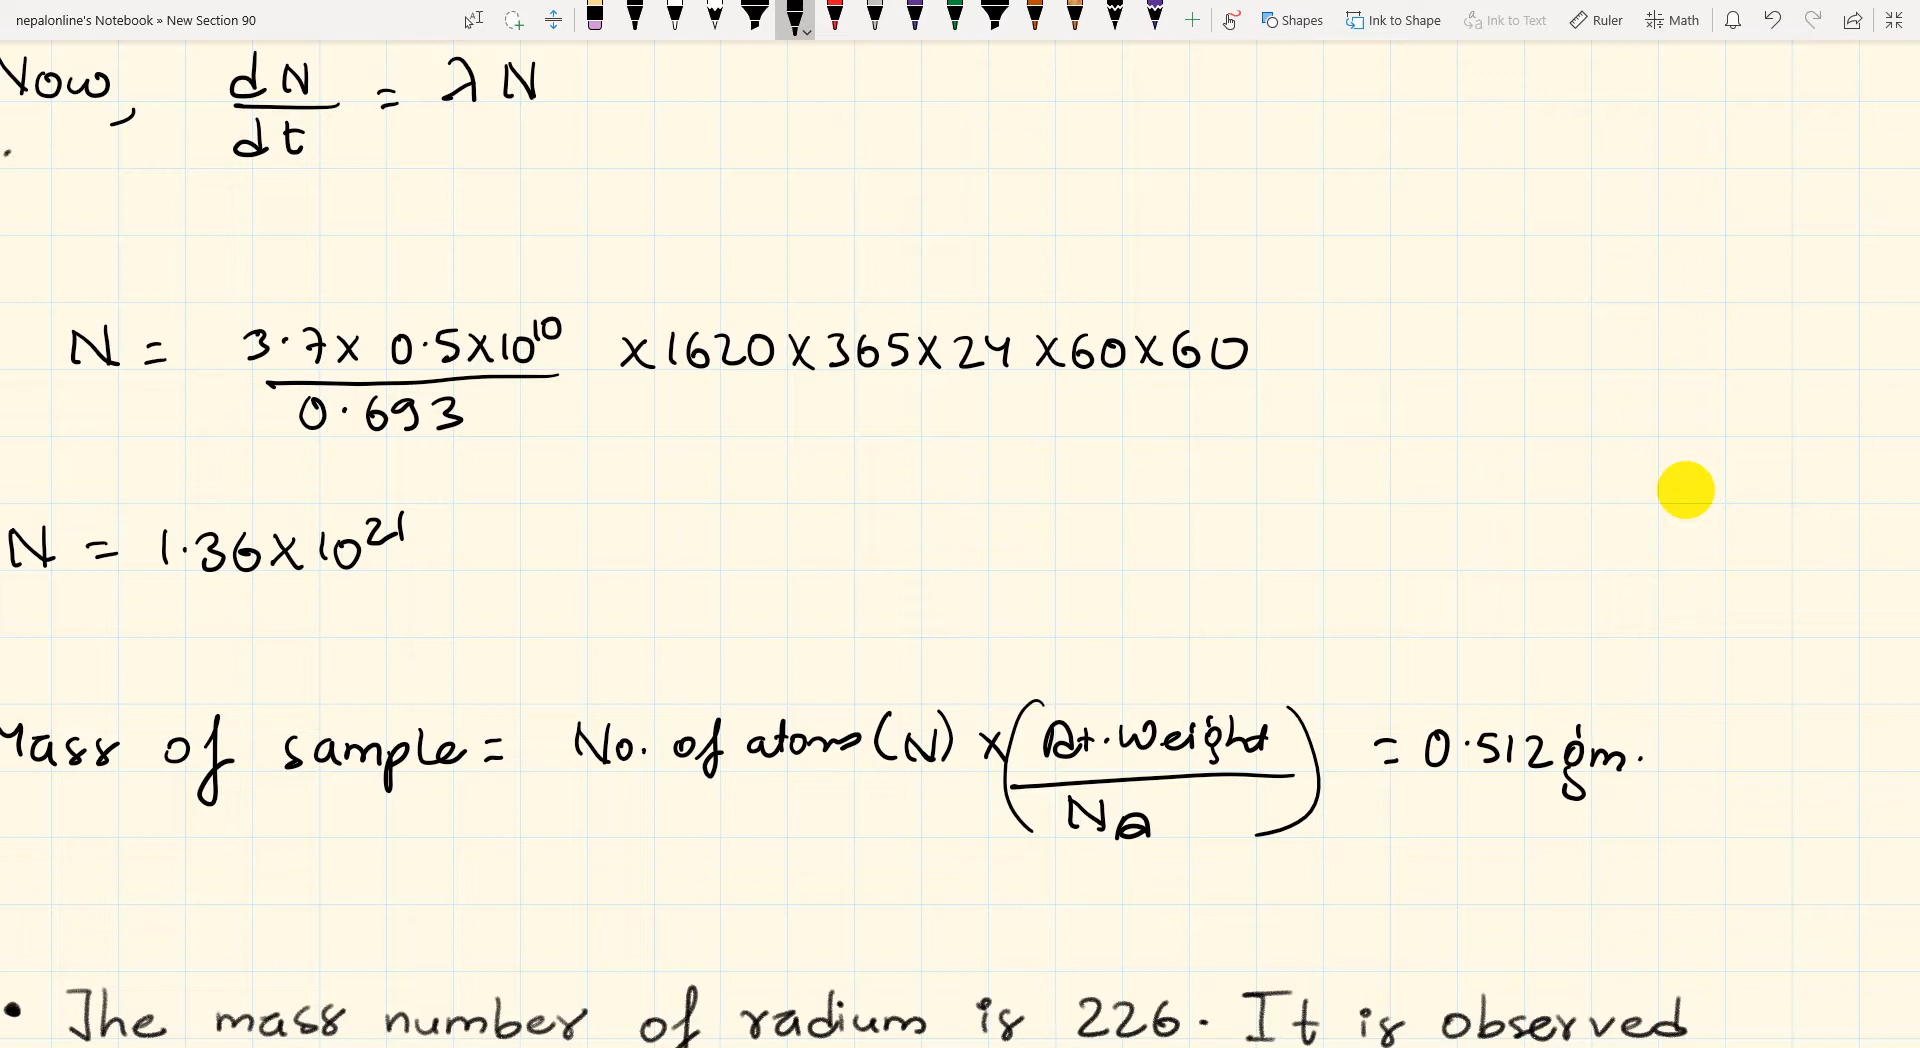 nepalonline's Notebook » New Section 90
Shapes Ink to Shape Ink to Text Ruler Math
Now, dN/dt = λN
N = 3.7 x 0.5 x 10^10 / 0.693 x 1620 x 365 x 24 x 60 x 60
N = 1.36 x 10^21
Mass of sample = No. of atoms (N) x (At. Weight / N_A) = 0.512 gm.
• The mass number of radium is 226. It is observed